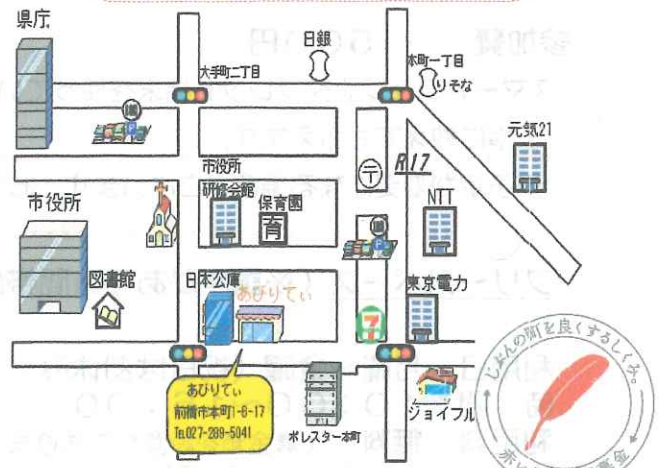 県庁
日銀
大手町二丁目
本町一丁目
りそな
元気21
市役所
研修会館
保育園
育
〒
R17
NTT
P
P
市役所
図書館
日本公庫
あびりてぃ
東京電力
7
あびりてぃ
前橋市本町1-8-17
℡027-289-5041
ポレスター本町
ジョイフル
じぶんの町を良くするしくみ。